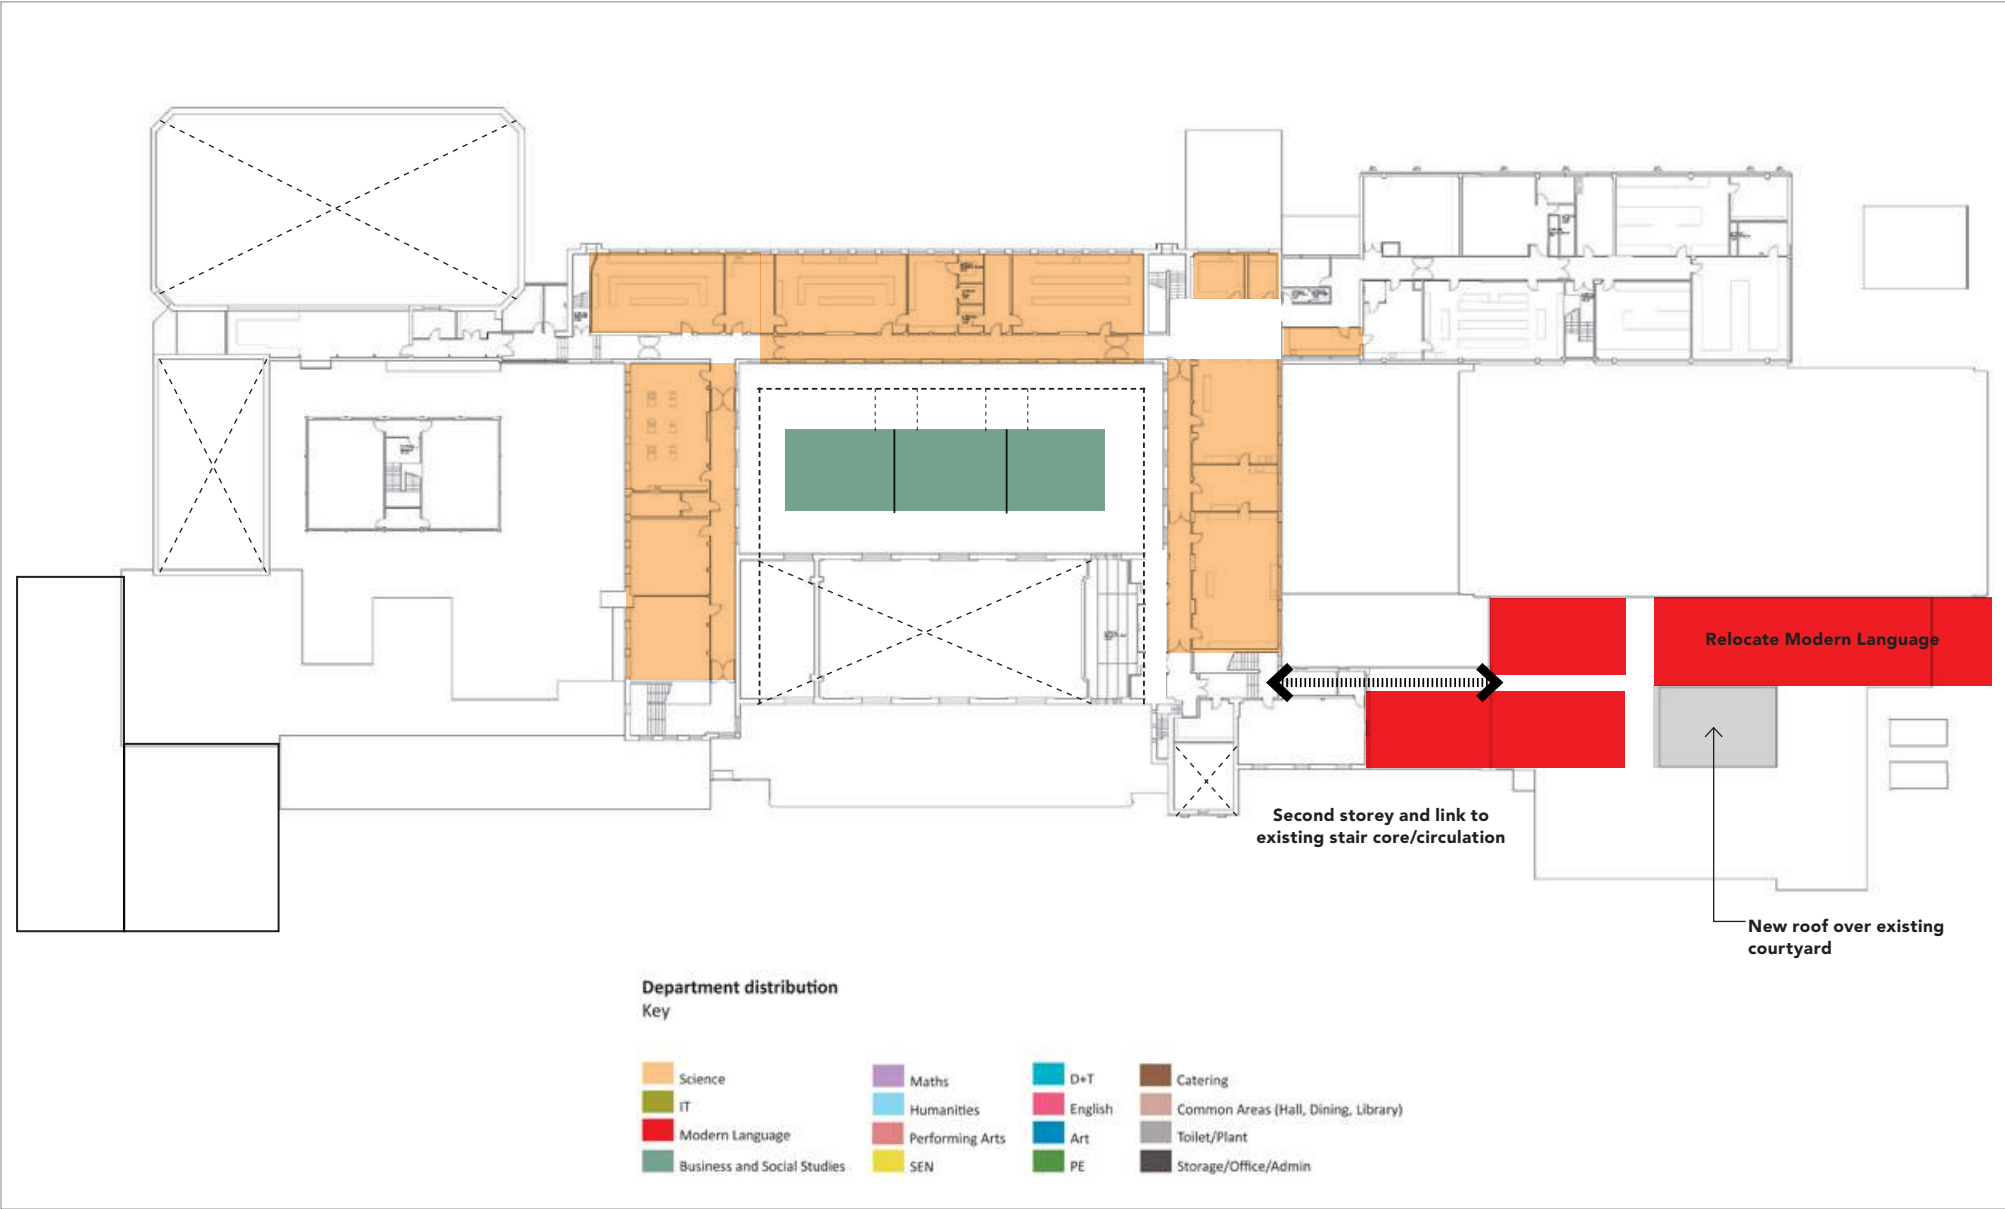 Relocate Modern Language
Second storey and link to
existing stair core/circulation
New roof over existing
courtyard
Department distribution
Key
Science
IT
Modern Language
Business and Social Studies
Maths
Humanities
Performing Arts
SEN
D+T
English
Art
PE
Catering
Common Areas (Hall, Dining, Library)
Toilet/Plant
Storage/Office/Admin